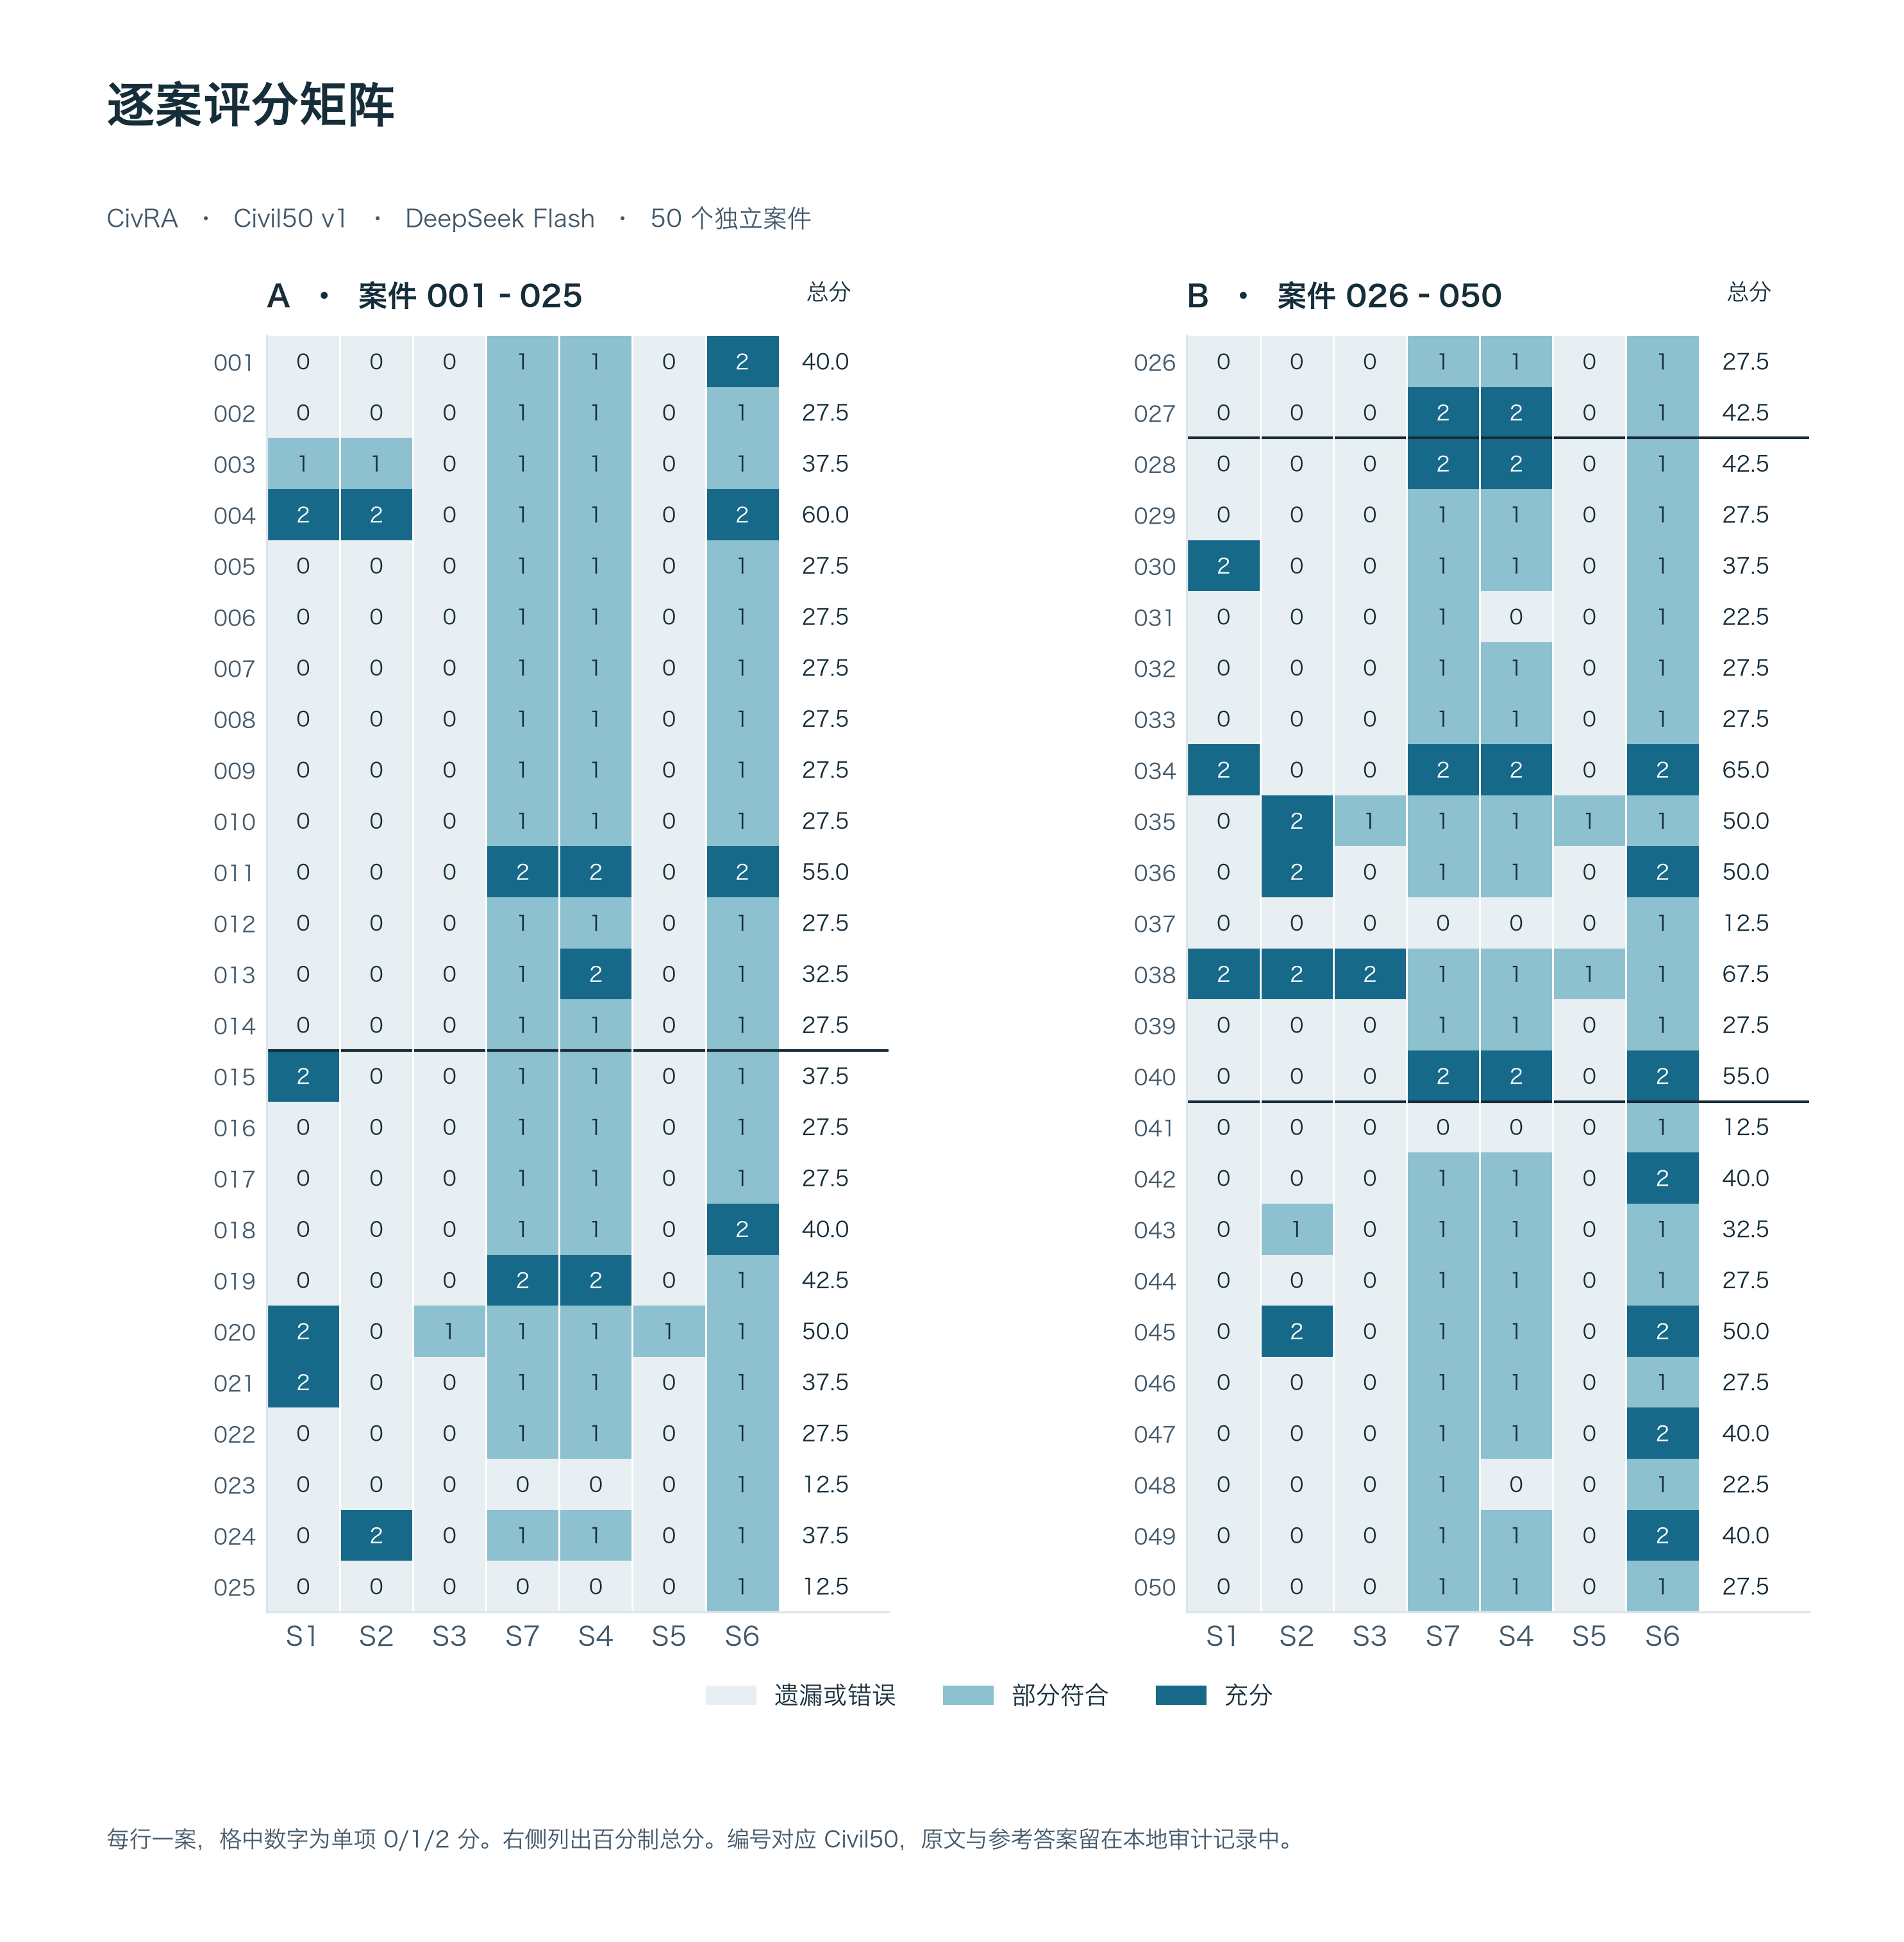 逐案评分矩阵
CivRA · Civil50 v1 · DeepSeek Flash · 50 个独立案件
A · 案件 001 - 025 总分
001 0 0 0 1 1 0 2 40.0
002 0 0 0 1 1 0 1 27.5
003 1 1 0 1 1 0 1 37.5
004 2 2 0 1 1 0 2 60.0
005 0 0 0 1 1 0 1 27.5
006 0 0 0 1 1 0 1 27.5
007 0 0 0 1 1 0 1 27.5
008 0 0 0 1 1 0 1 27.5
009 0 0 0 1 1 0 1 27.5
010 0 0 0 1 1 0 1 27.5
011 0 0 0 2 2 0 2 55.0
012 0 0 0 1 1 0 1 27.5
013 0 0 0 1 2 0 1 32.5
014 0 0 0 1 1 0 1 27.5
015 2 0 0 1 1 0 1 37.5
016 0 0 0 1 1 0 1 27.5
017 0 0 0 1 1 0 1 27.5
018 0 0 0 1 1 0 2 40.0
019 0 0 0 2 2 0 1 42.5
020 2 0 1 1 1 1 1 50.0
021 2 0 0 1 1 0 1 37.5
022 0 0 0 1 1 0 1 27.5
023 0 0 0 0 0 0 1 12.5
024 0 2 0 1 1 0 1 37.5
025 0 0 0 0 0 0 1 12.5
S1 S2 S3 S7 S4 S5 S6
B · 案件 026 - 050 总分
026 0 0 0 1 1 0 1 27.5
027 0 0 0 2 2 0 1 42.5
028 0 0 0 2 2 0 1 42.5
029 0 0 0 1 1 0 1 27.5
030 2 0 0 1 1 0 1 37.5
031 0 0 0 1 0 0 1 22.5
032 0 0 0 1 1 0 1 27.5
033 0 0 0 1 1 0 1 27.5
034 2 0 0 2 2 0 2 65.0
035 0 2 1 1 1 1 1 50.0
036 0 2 0 1 1 0 2 50.0
037 0 0 0 0 0 0 1 12.5
038 2 2 2 1 1 1 1 67.5
039 0 0 0 1 1 0 1 27.5
040 0 0 0 2 2 0 2 55.0
041 0 0 0 0 0 0 1 12.5
042 0 0 0 1 1 0 2 40.0
043 0 1 0 1 1 0 1 32.5
044 0 0 0 1 1 0 1 27.5
045 0 2 0 1 1 0 2 50.0
046 0 0 0 1 1 0 1 27.5
047 0 0 0 1 1 0 2 40.0
048 0 0 0 1 0 0 1 22.5
049 0 0 0 1 1 0 2 40.0
050 0 0 0 1 1 0 1 27.5
S1 S2 S3 S7 S4 S5 S6
遗漏或错误 部分符合 充分
每行一案，格中数字为单项 0/1/2 分。右侧列出百分制总分。编号对应 Civil50，原文与参考答案留在本地审计记录中。